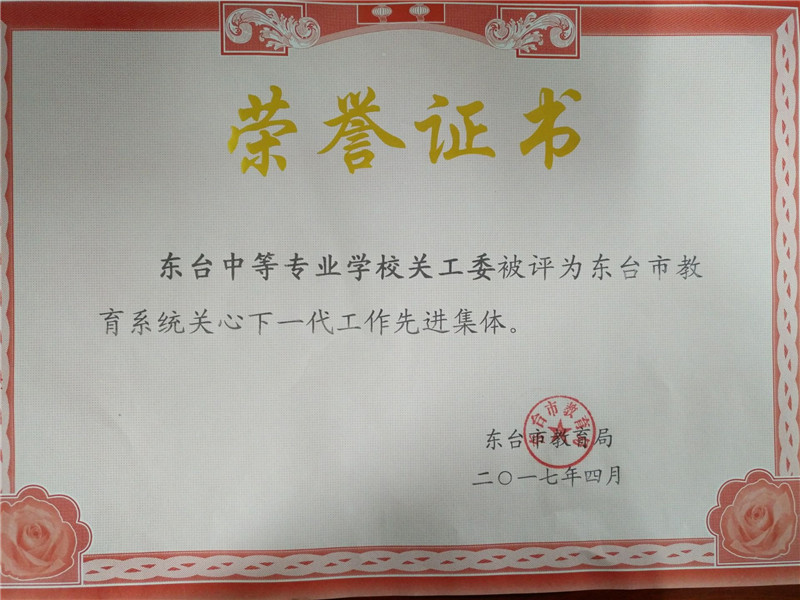 荣誉证书
东台中等专业学校关工委被评为东台市教
育系统关心下一代工作先进集体。
东台市教育局
二〇一七年四月